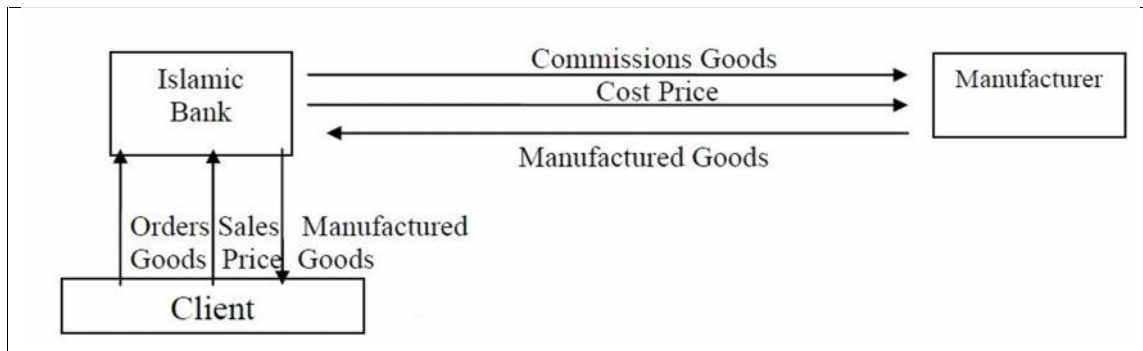 Islamic
Bank
Commissions Goods
Cost Price
Manufactured Goods
Manufacturer
Orders Sales Manufactured
Goods Price Goods
Client